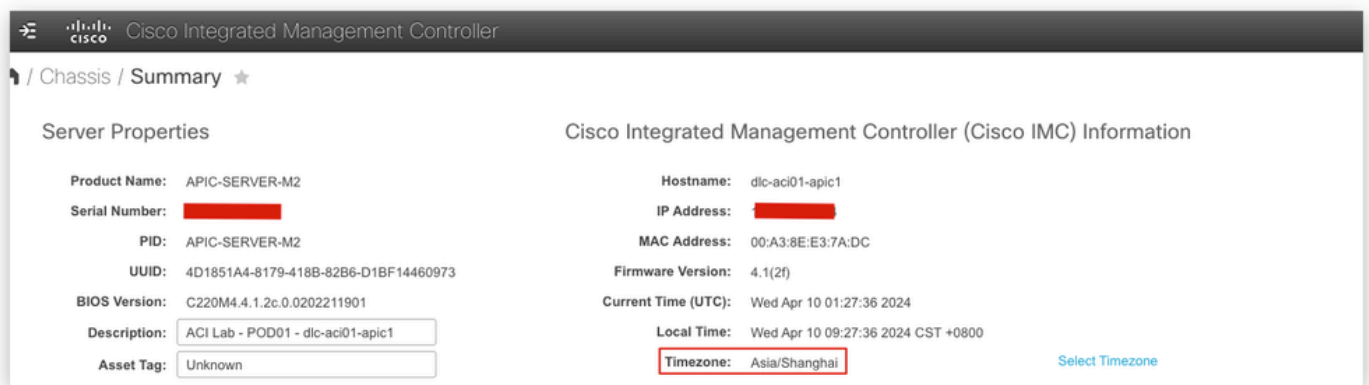 CISCO Cisco Integrated Management Controller
/ Chassis / Summary
Server Properties
Product Name: APIC-SERVER-M2
Serial Number:
PID: APIC-SERVER-M2
UUID: 4D1851A4-8179-418B-82B6-D1BF14460973
BIOS Version: C220M4.4.1.2c.0.0202211901
Description: ACI Lab - POD01 - dlc-aci01-apic1
Asset Tag: Unknown
Cisco Integrated Management Controller (Cisco IMC) Information
Hostname: dlc-aci01-apic1
IP Address:
MAC Address: 00:A3:8E:E3:7A:DC
Firmware Version: 4.1(2f)
Current Time (UTC): Wed Apr 10 01:27:36 2024
Local Time: Wed Apr 10 09:27:36 2024 CST +0800
Timezone: Asia/Shanghai Select Timezone